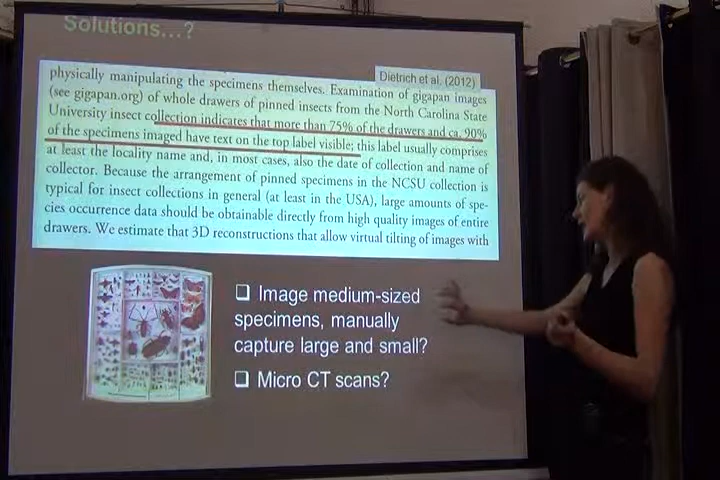 Solutions...?
Dietrich et al. (2012)
physically manipulating the specimens themselves. Examination of gigapan images
(see gigapan.org) of whole drawers of pinned insects from the North Carolina State
University insect collection indicates that more than 75% of the drawers and ca. 90%
of the specimens imaged have text on the top label visible; this label usually comprises
at least the locality name and, in most cases, also the date of collection and name of
collector. Because the arrangement of pinned specimens in the NCSU collection is
typical for insect collections in general (at least in the USA), large amounts of spe-
cies occurrence data should be obtainable directly from high quality images of entire
drawers. We estimate that 3D reconstructions that allow virtual tilting of images with
❑ Image medium-sized
specimens, manually
capture large and small?
❑ Micro CT scans?